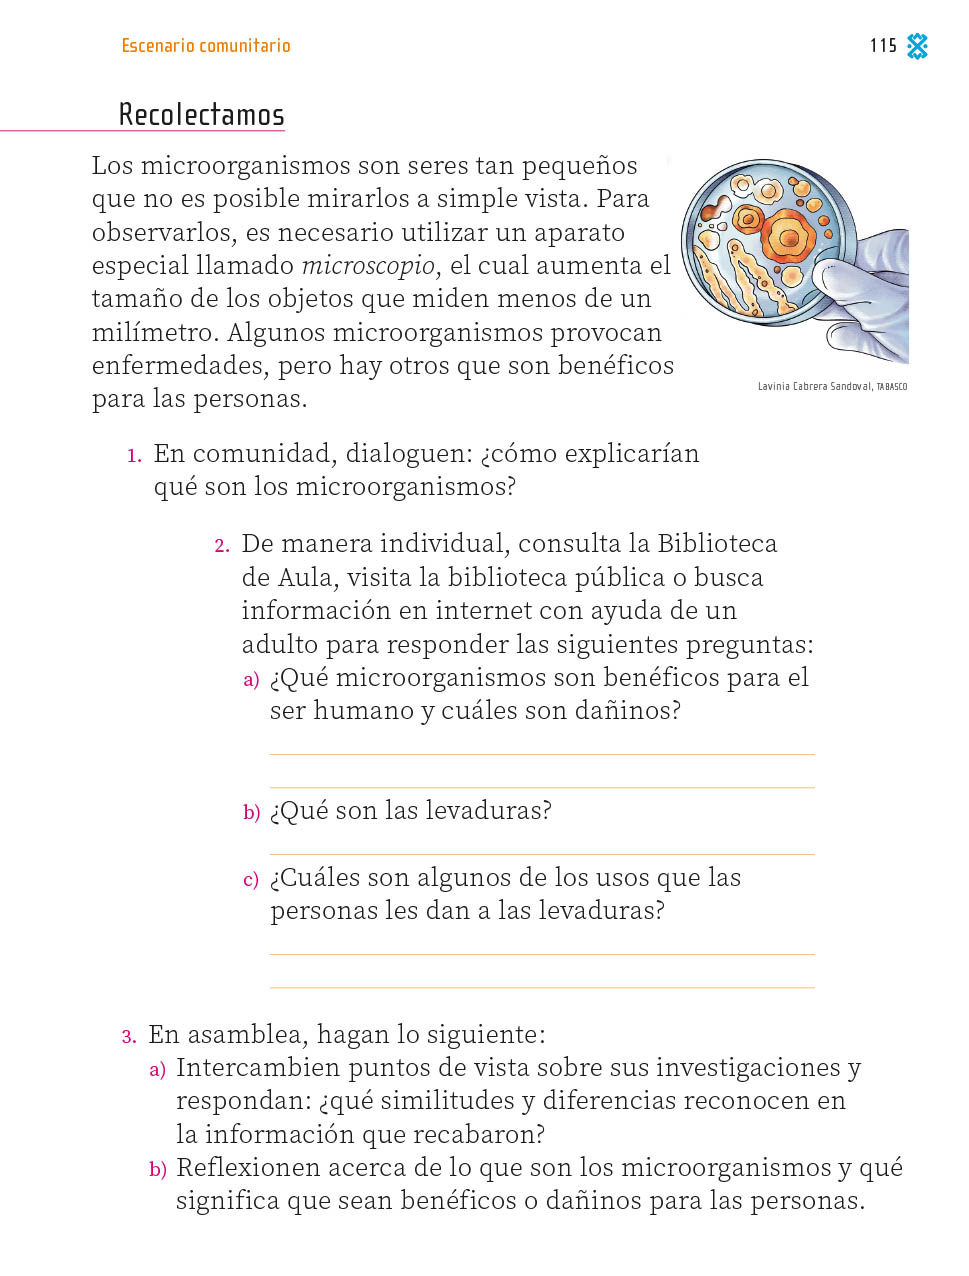 Escenario comunitario
115
Recolectamos
Los microorganismos son seres tan pequeños
que no es posible mirarlos a simple vista. Para
observarlos, es necesario utilizar un aparato
especial llamado microscopio, el cual aumenta el
tamaño de los objetos que miden menos de un
milímetro. Algunos microorganismos provocan
enfermedades, pero hay otros que son benéficos
para las personas.
Lavinia Cabrera Sandoval, TABASCO
1. En comunidad, dialoguen: ¿cómo explicarían
qué son los microorganismos?
2. De manera individual, consulta la Biblioteca
de Aula, visita la biblioteca pública o busca
información en internet con ayuda de un
adulto para responder las siguientes preguntas:
a) ¿Qué microorganismos son benéficos para el
ser humano y cuáles son dañinos?
b) ¿Qué son las levaduras?
c) ¿Cuáles son algunos de los usos que las
personas les dan a las levaduras?
3. En asamblea, hagan lo siguiente:
a) Intercambien puntos de vista sobre sus investigaciones y
respondan: ¿qué similitudes y diferencias reconocen en
la información que recabaron?
b) Reflexionen acerca de lo que son los microorganismos y qué
significa que sean benéficos o dañinos para las personas.